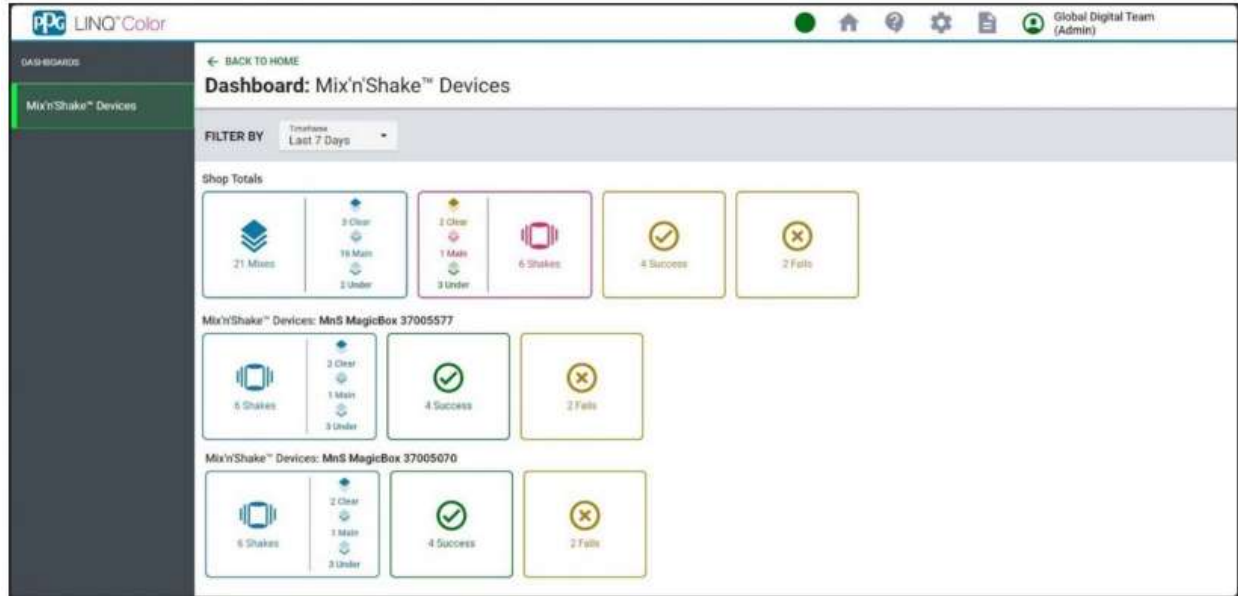 PPG LINQ™Color
Global Digital Team
(Admin)
DASHBOARDS
Mix'n'Shake™ Devices
← BACK TO HOME
Dashboard: Mix'n'Shake™ Devices
FILTER BY
Timeframe
Last 7 Days
Shop Totals
21 Mixes
3 Clear
16 Main
2 Under
2 Clear
1 Main
3 Under
6 Shakes
4 Success
2 Fails
Mix'n'Shake™ Devices: MnS MagicBox 37005577
6 Shakes
2 Clear
1 Main
3 Under
4 Success
2 Fails
Mix'n'Shake™ Devices: MnS MagicBox 37005070
6 Shakes
2 Clear
1 Main
3 Under
4 Success
2 Fails